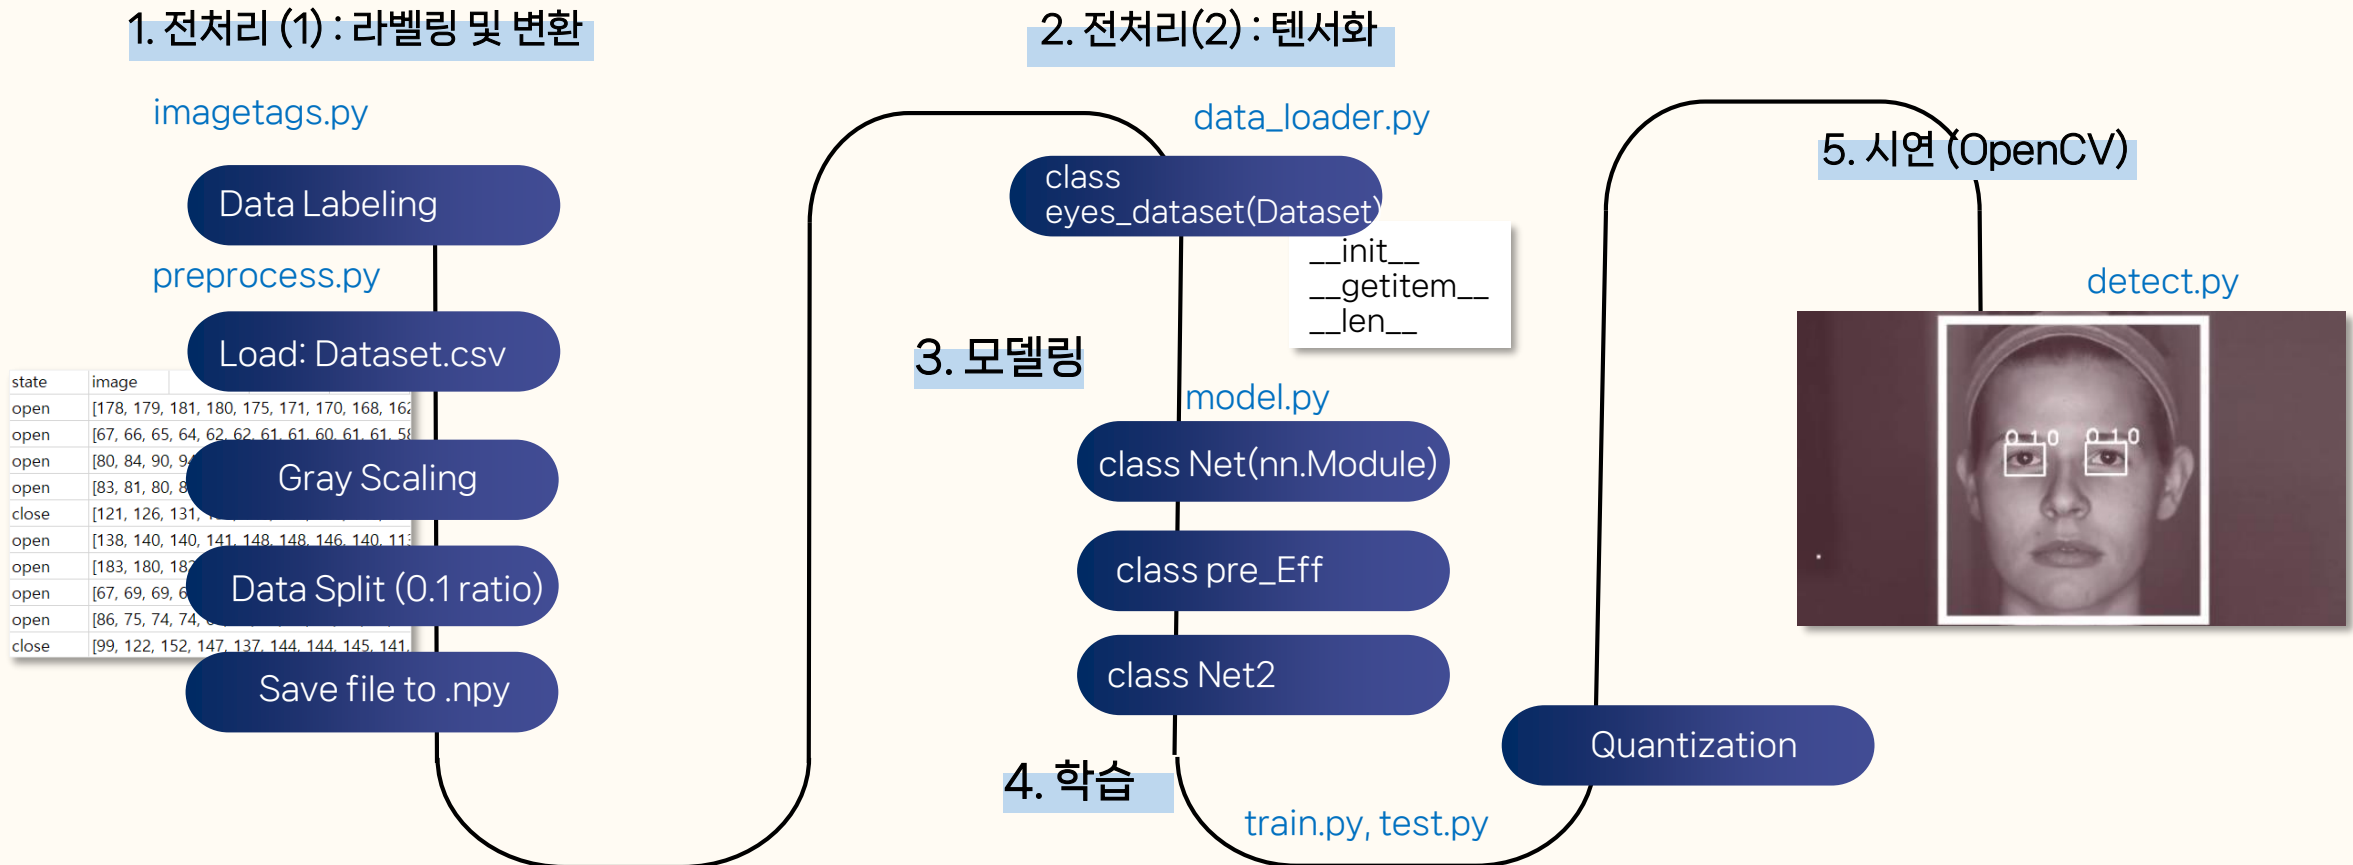 1. 전처리 (1) : 라벨링 및 변환
imagetags.py
Data Labeling
preprocess.py
Load: Dataset.csv
state image
open [178, 179, 181, 180, 175, 171, 170, 168, 162
open [67, 66, 65, 64, 62, 62, 61, 61, 60, 61, 61, 58
open [80, 84, 90,
open [83, 81, 80,
close [121, 126, 131,
open [138, 140, 140, 141, 148, 148, 146, 140, 113
open [183, 180,
open [67, 69, 69,
open [86, 75, 74, 74,
close [99, 122, 152, 147, 137, 144, 144, 145, 141,
Gray Scaling
Data Split (0.1 ratio)
Save file to .npy
2. 전처리(2) : 텐서화
data_loader.py
class
eyes_dataset(Dataset)
__init__
__getitem__
__len__
3. 모델링
model.py
class Net(nn.Module)
class pre_Eff
class Net2
4. 학습
train.py, test.py
Quantization
5. 시연 (OpenCV)
detect.py
0 1 0 0 1 0